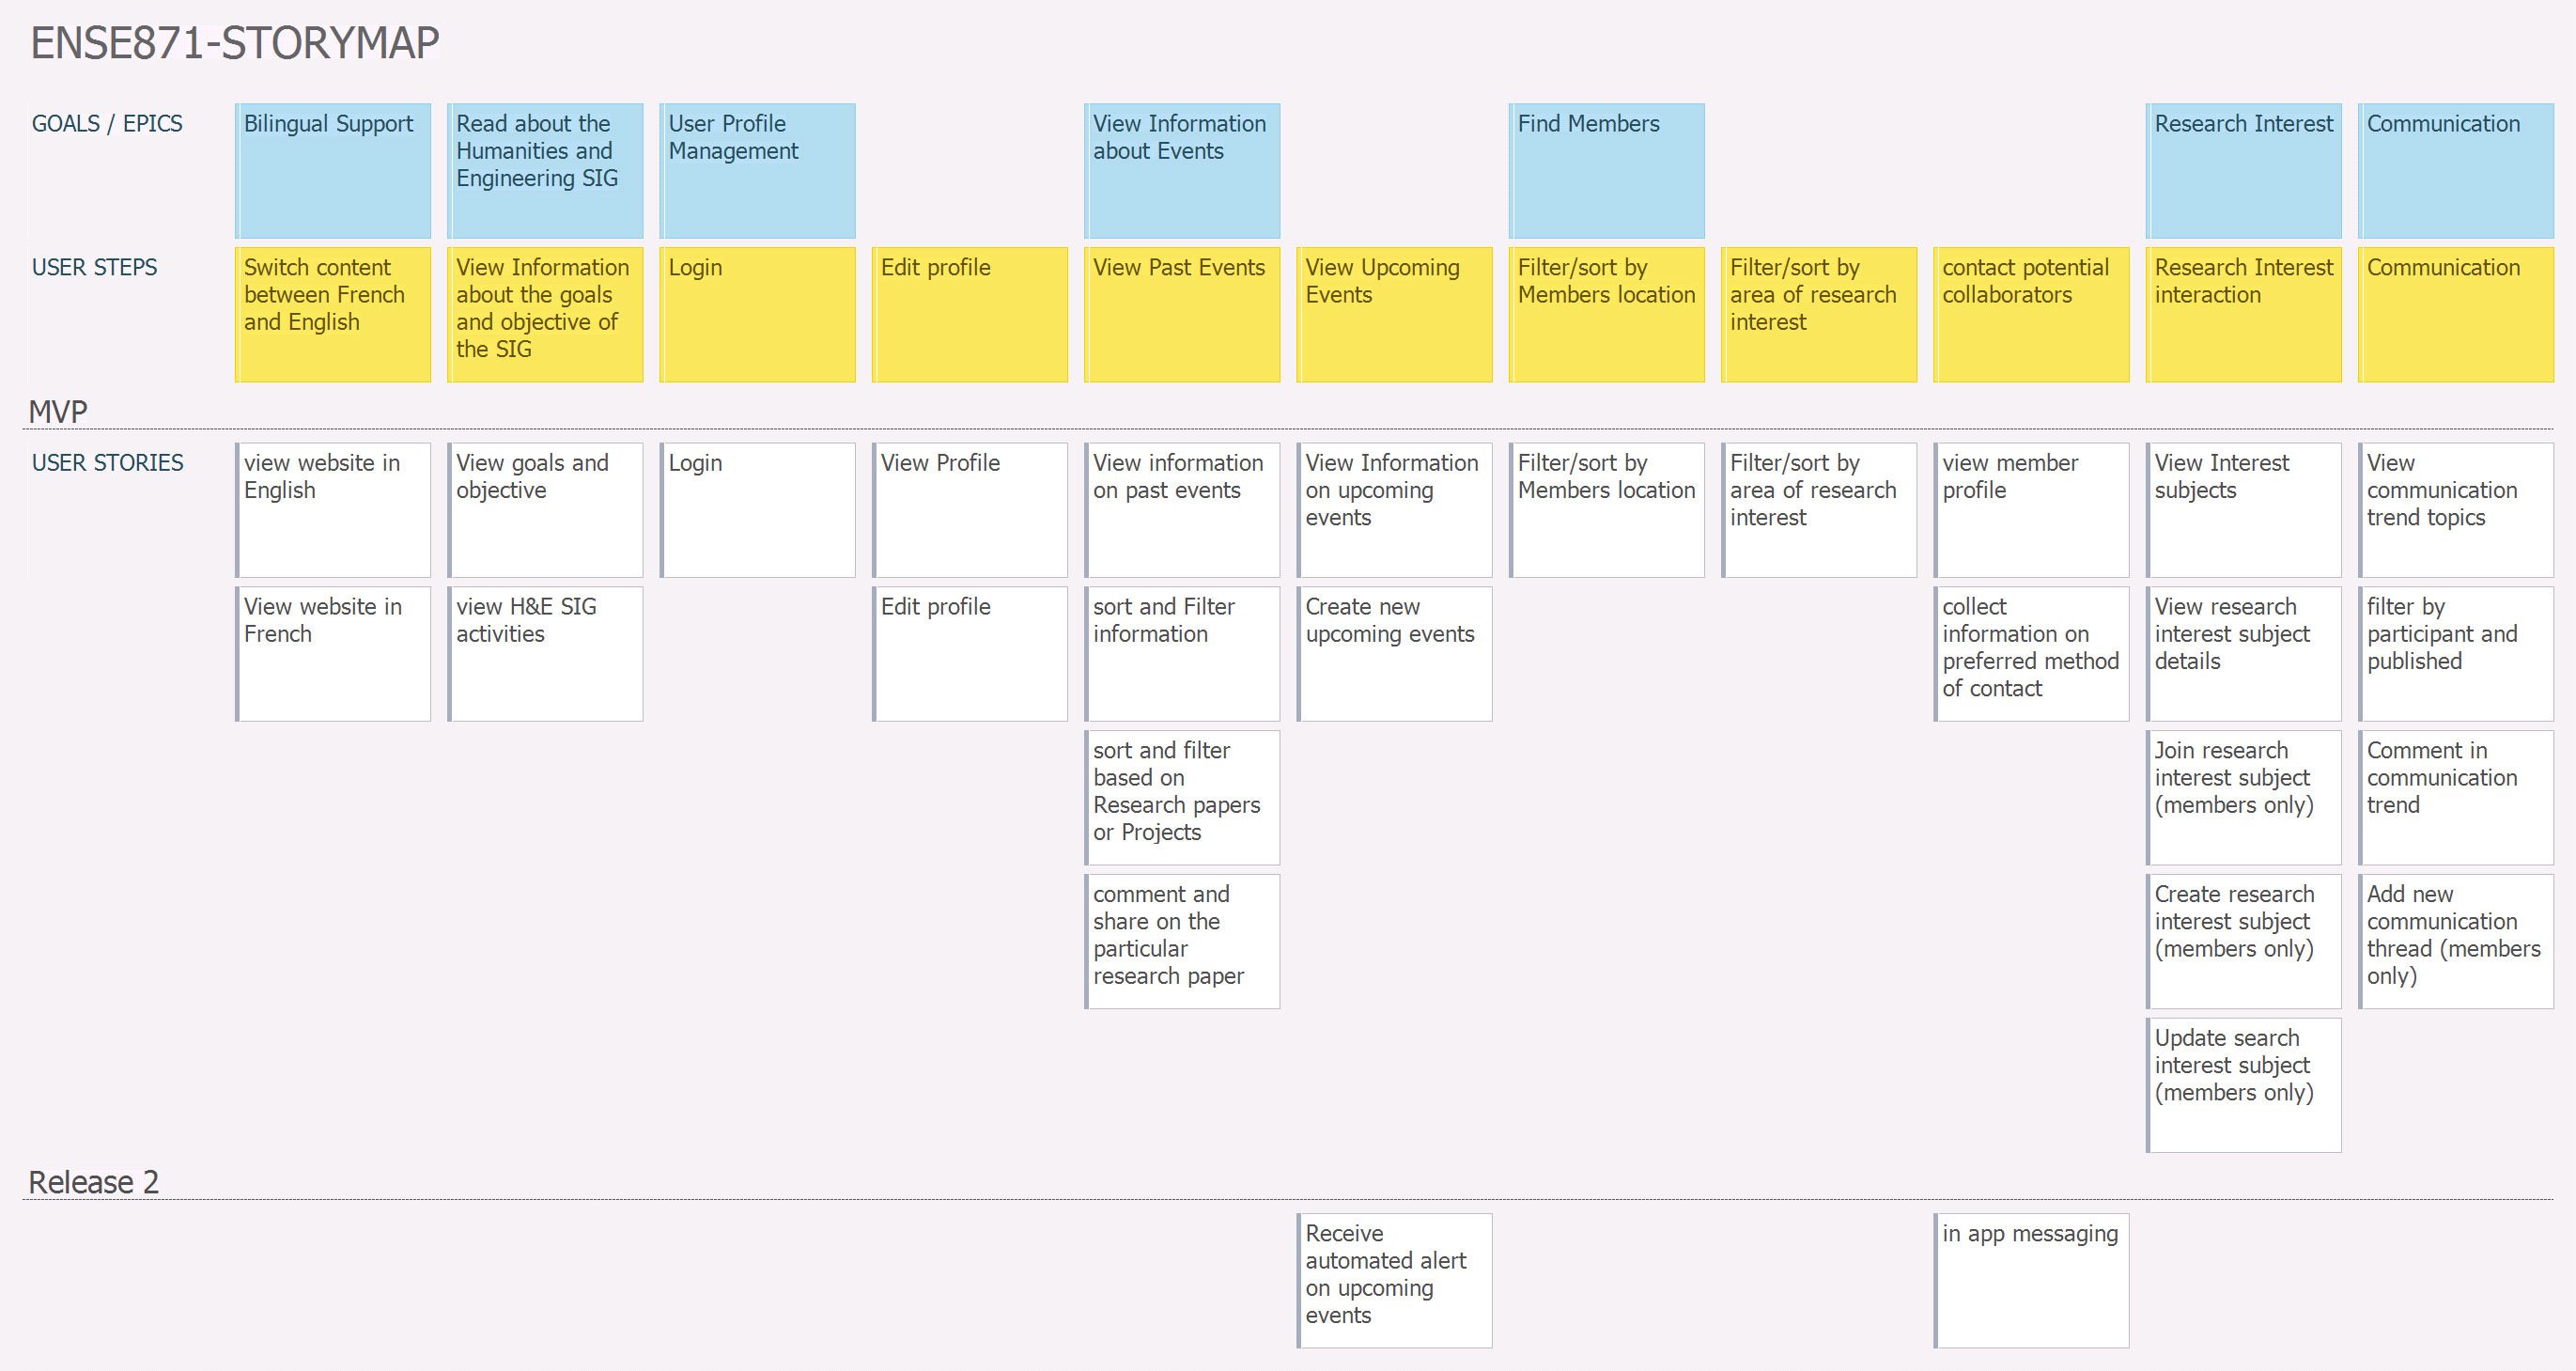 ENSE871-STORYMAP
GOALS / EPICS
Bilingual Support
Read about the
Humanities and
Engineering SIG
User Profile
Management
View Information
about Events
Find Members
Research Interest
Communication
USER STEPS
Switch content
between French
and English
View Information
about the goals
and objective of
the SIG
Login
Edit profile
View Past Events
View Upcoming
Events
Filter/sort by
Members location
Filter/sort by
area of research
interest
contact potential
collaborators
Research Interest
interaction
Communication
MVP
USER STORIES
view website in
English
View goals and
objective
Login
View Profile
View information
on past events
View Information
on upcoming
events
Filter/sort by
Members location
Filter/sort by
area of research
interest
view member
profile
View Interest
subjects
View
communication
trend topics
View website in
French
view H&E SIG
activities
Edit profile
sort and Filter
information
Create new
upcoming events
collect
information on
preferred method
of contact
View research
interest subject
details
filter by
participant and
published
sort and filter
based on
Research papers
or Projects
Join research
interest subject
(members only)
Comment in
communication
trend
comment and
share on the
particular
research paper
Create research
interest subject
(members only)
Add new
communication
thread (members
only)
Update search
interest subject
(members only)
Release 2
Receive
automated alert
on upcoming
events
in app messaging